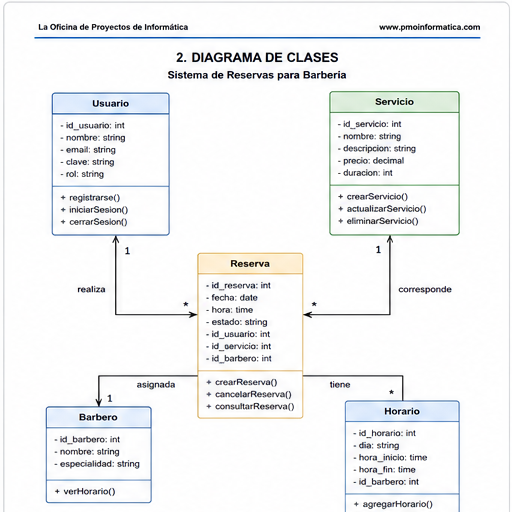 La Oficina de Proyectos de Informática
www.pmoinformatica.com
2. DIAGRAMA DE CLASES
Sistema de Reservas para Barberia
Usuario
- id_usuario: int
- nombre: string
- email: string
- clave: string
- rol: string
+ registrarse()
+ iniciarSesion()
+ cerrarSesion()
Servicio
- id_servicio: int
- nombre: string
- descripcion: string
- precio: decimal
- duracion: int
+ crearServicio()
+ actualizarServicio()
+ eliminarServicio()
1
1
realiza
corresponde
*
*
Reserva
- id_reserva: int
- fecha: date
- hora: time
- estado: string
- id_usuario: int
- id_servicio: int
- id_barbero: int
+ crearReserva()
+ cancelarReserva()
+ consultarReserva()
asignada
tiene
1
*
Barbero
- id_barbero: int
- nombre: string
- especialidad: string
+ verHorario()
Horario
- id_horario: int
- dia: string
- hora_inicio: time
- hora_fin: time
- id_barbero: int
+ agregarHorario()